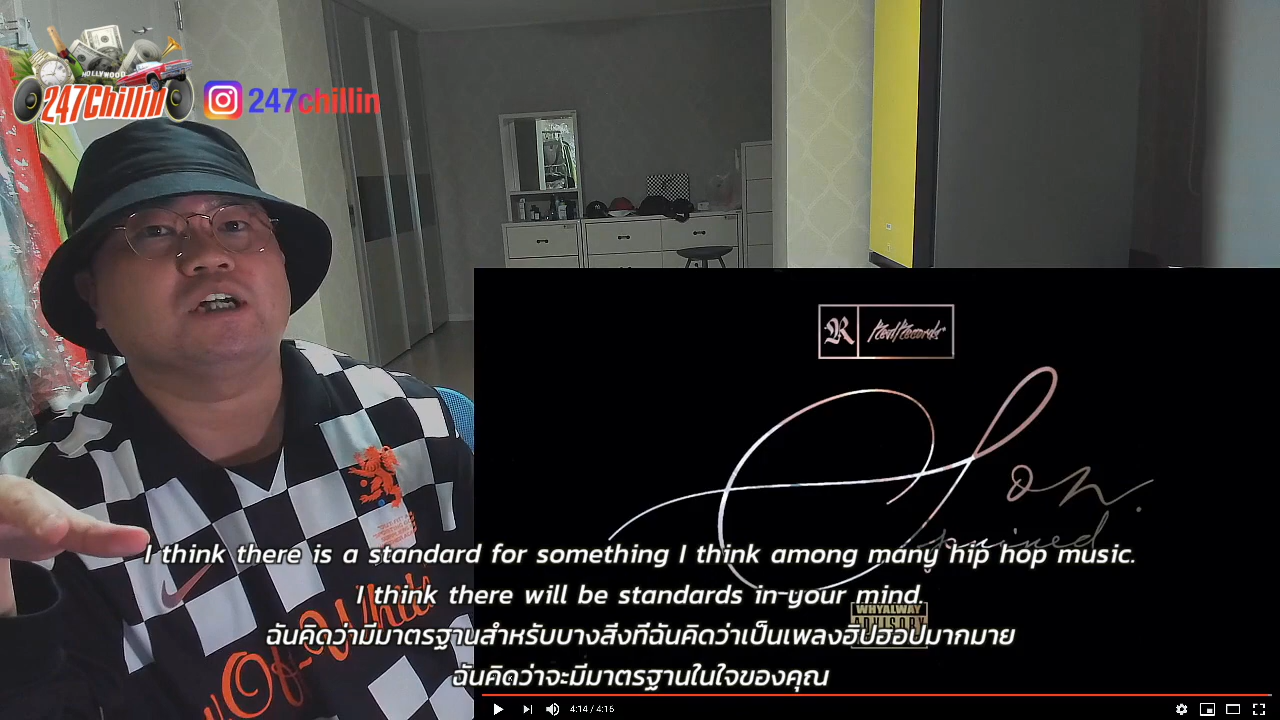 HOLLYWOOD
247Chillin
247chillin
R
Son.
I think there is a standard for something I think among many hip hop music.
I think there will be standards in your mind.
WHYALWAY
ADVISORY
ฉันคิดว่ามีมาตรฐานสำหรับบางสิ่งที่ฉันคิดว่าเป็นเพลงฮิปฮอปมากมาย
ฉันคิดว่าจะมีมาตรฐานในใจของคุณ
Off-White
4:14 / 4:15